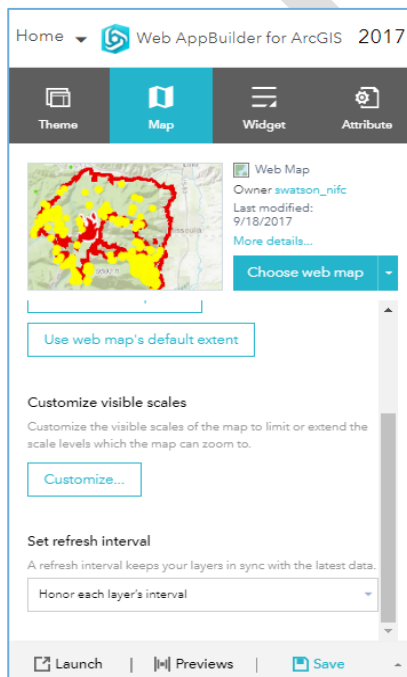 Home Web AppBuilder for ArcGIS 2017
Theme Map Widget Attribute
Web Map
Owner swatson_nifc
Last modified:
9/18/2017
More details...
Choose web map
Use web map's default extent
Customize visible scales
Customize the visible scales of the map to limit or extend the
scale levels which the map can zoom to.
Customize...
Set refresh interval
A refresh interval keeps your layers in sync with the latest data.
Honor each layer's interval
Launch | Previews | Save